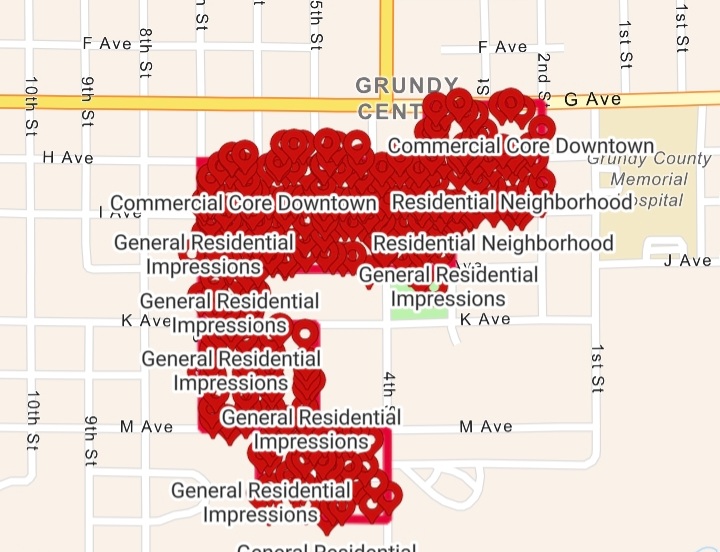 5th St
1st St
1st St
F Ave
8th St
F Ave
2nd St
10th St
9th St
GRUNDY
CENT
G Ave
Commercial Core Downtown
H Ave
Grundy County
Memorial
Commercial Core Downtown
Residential Neighborhood
I Ave
General Residential
Impressions
Residential Neighborhood
J Ave
General Residential
Impressions
General Residential
Impressions
K Ave
K Ave
General Residential
Impressions
1st St
4th
10th St
9th St
General Residential
Impressions
M Ave
M Ave
General Residential
Impressions
General Residential